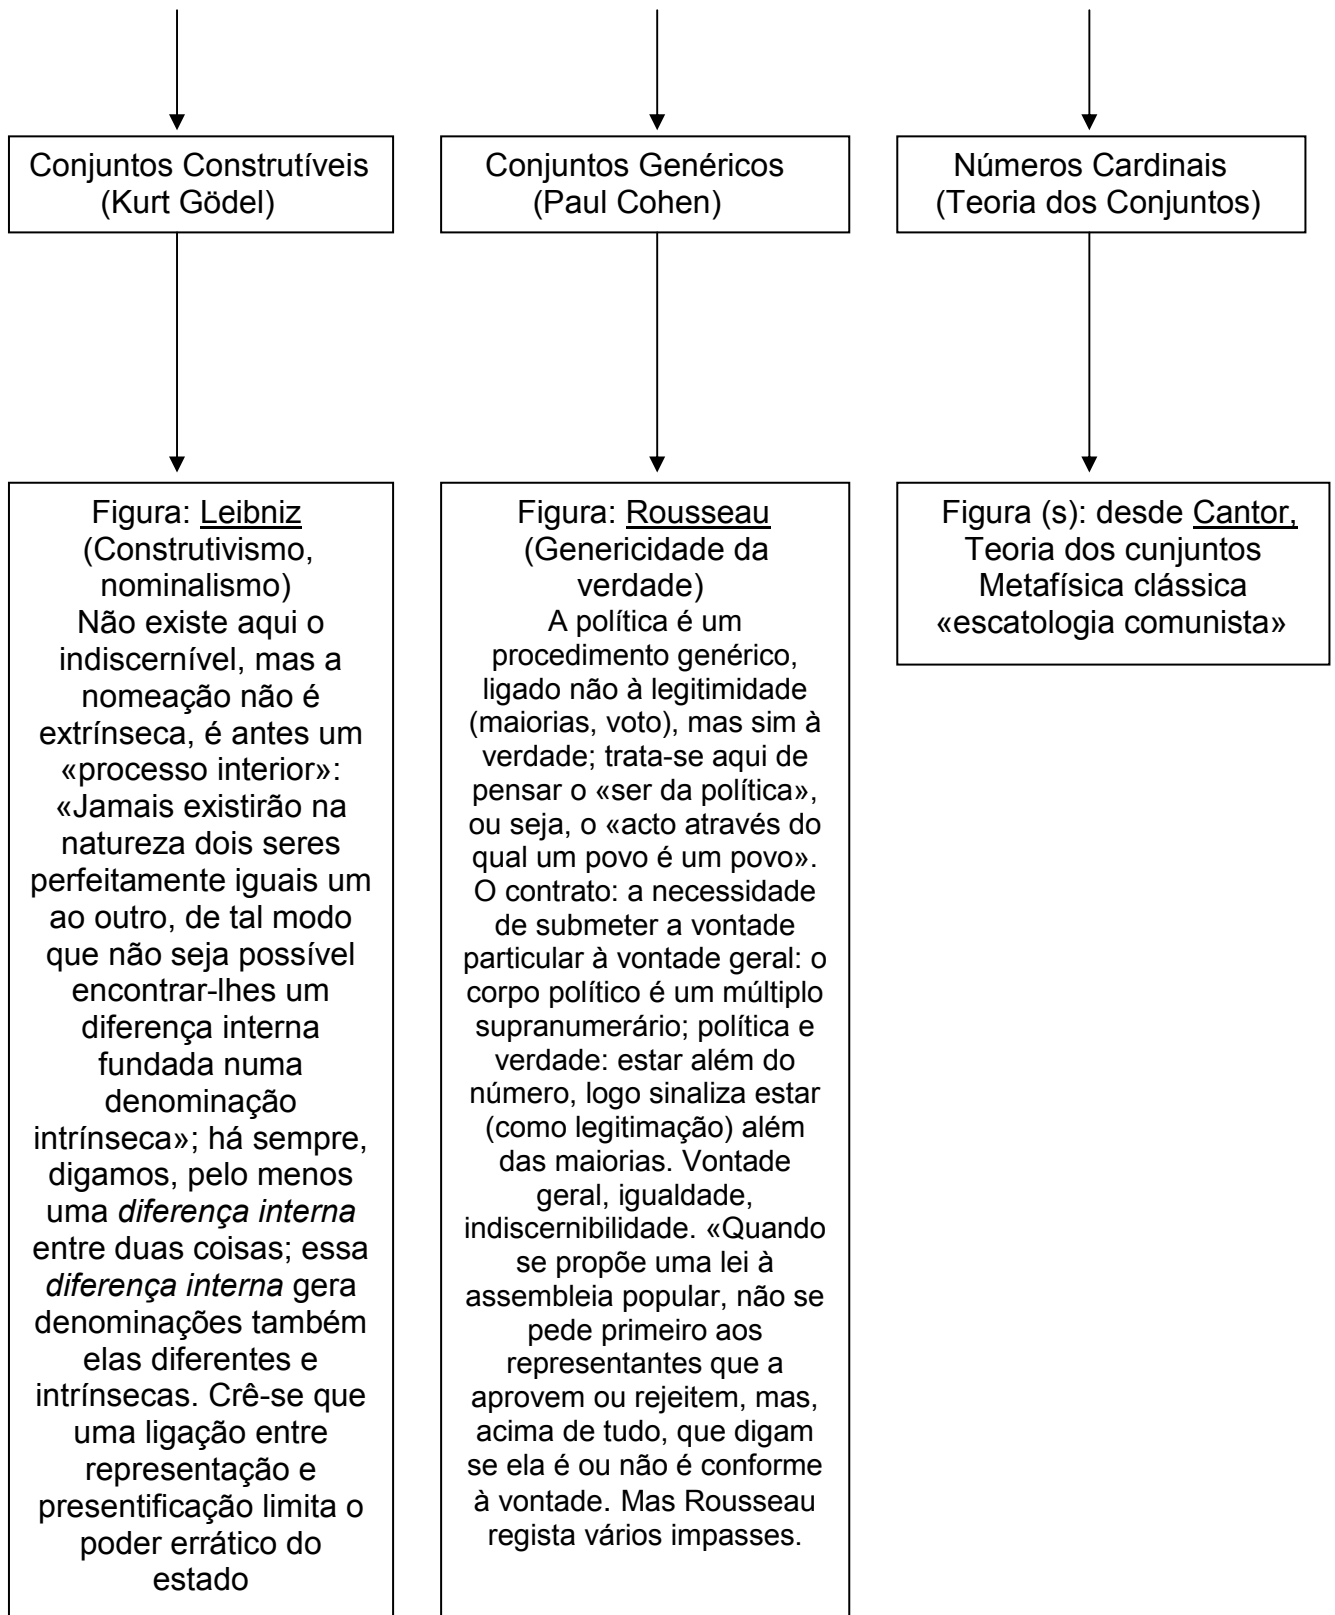 Conjuntos Construtíveis
(Kurt Gödel)
Conjuntos Genéricos
(Paul Cohen)
Números Cardinais
(Teoria dos Conjuntos)
Figura: Leibniz
(Construtivismo,
nominalismo)
Não existe aqui o
indiscernível, mas a
nomeação não é
extrínseca, é antes um
«processo interior»:
«Jamais existirão na
natureza dois seres
perfeitamente iguais um
ao outro, de tal modo
que não seja possível
encontrar-lhes um
diferença interna
fundada numa
denominação
intrínseca»; há sempre,
digamos, pelo menos
uma diferença interna
entre duas coisas; essa
diferença interna gera
denominações também
elas diferentes e
intrínsecas. Crê-se que
uma ligação entre
representação e
presentificação limita o
poder errático do
estado
Figura: Rousseau
(Genericidade da
verdade)
A política é um
procedimento genérico,
ligado não à legitimidade
(maiorias, voto), mas sim à
verdade; trata-se aqui de
pensar o «ser da política»,
ou seja, o «acto através do
qual um povo é um povo».
O contrato: a necessidade
de submeter a vontade
particular à vontade geral: o
corpo político é um múltiplo
supranumerário; política e
verdade: estar além do
número, logo sinaliza estar
(como legitimação) além
das maiorias. Vontade
geral, igualdade,
indiscernibilidade. «Quando
se propõe uma lei à
assembleia popular, não se
pede primeiro aos
representantes que a
aprovem ou rejeitem, mas,
acima de tudo, que digam
se ela é ou não é conforme
à vontade. Mas Rousseau
regista vários impasses.
Figura (s): desde Cantor,
Teoria dos cunjuntos
Metafísica clássica
«escatologia comunista»